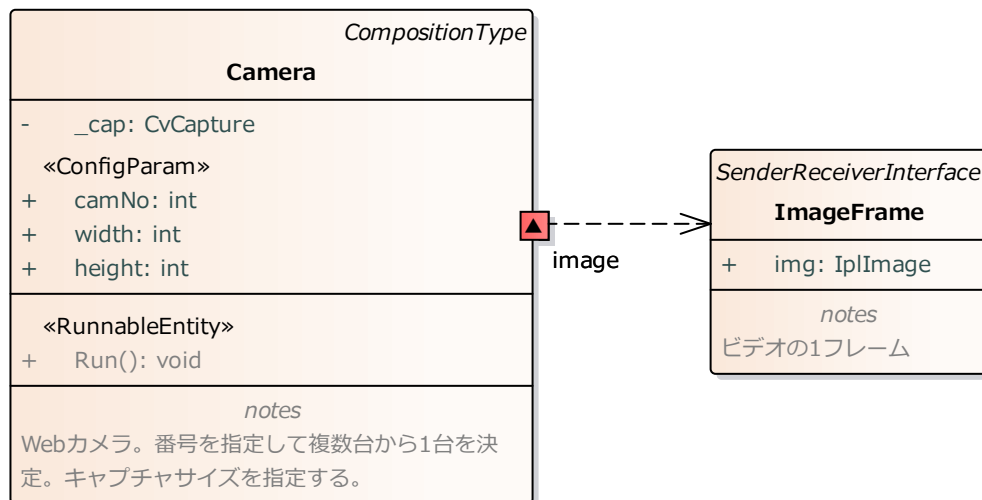 CompositionType
Camera
- _cap: CvCapture
«ConfigParam»
+ camNo: int
+ width: int
+ height: int
«RunnableEntity»
+ Run(): void
notes
Webカメラ。番号を指定して複数台から1台を決
定。キャプチャサイズを指定する。
image
SenderReceiverInterface
ImageFrame
+ img: IplImage
notes
ビデオの1フレーム